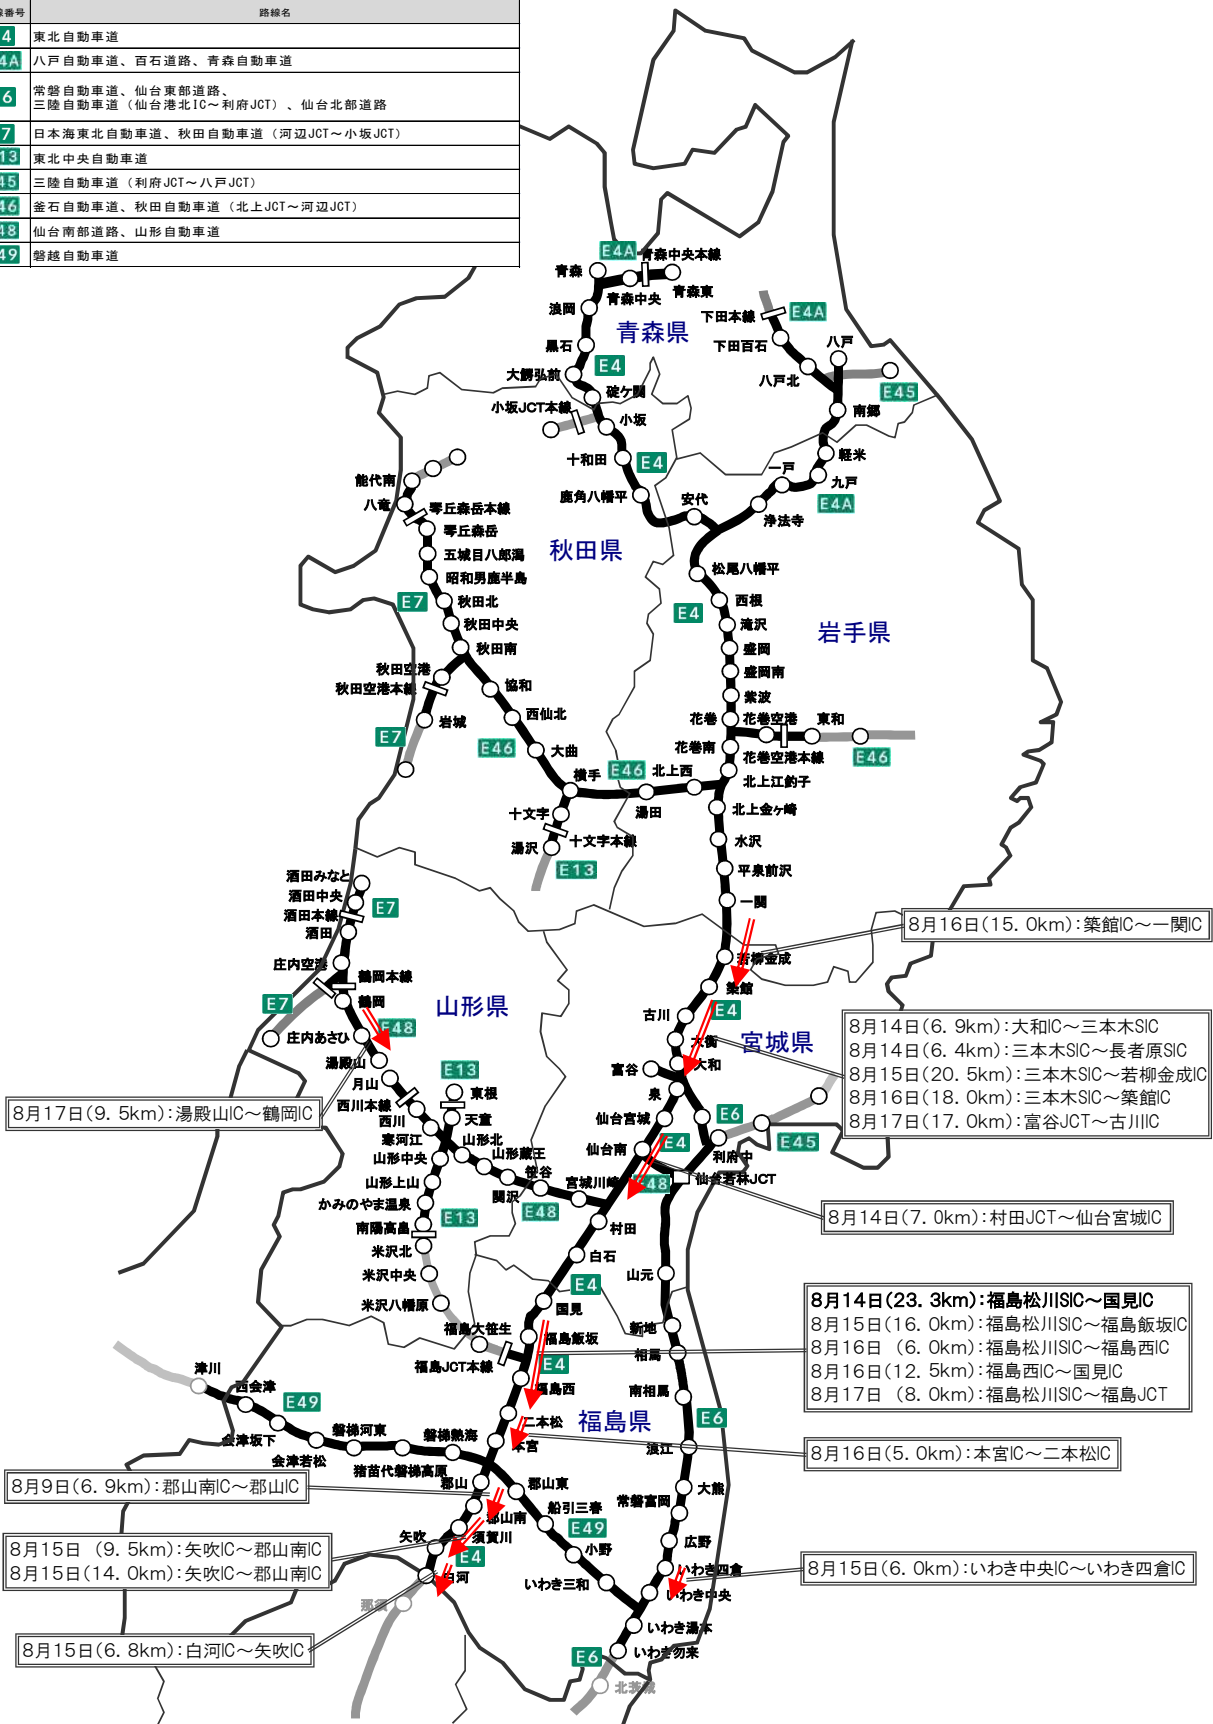 線番号 路線名
4 東北自動車道
4A 八戸自動車道、百石道路、青森自動車道
6 常磐自動車道、仙台東部道路、
三陸自動車道（仙台港北IC～利府JCT）、仙台北部道路
7 日本海東北自動車道、秋田自動車道（河辺JCT～小坂JCT）
13 東北中央自動車道
45 三陸自動車道（利府JCT～八戸JCT）
46 釜石自動車道、秋田自動車道（北上JCT～河辺JCT）
48 仙台南部道路、山形自動車道
49 磐越自動車道
E4A
青森中央本線
青森
青森中央
青森東
浪岡
下田本線
E4A
青森県
黒石
下田百石
八戸
E4
大鰐弘前
八戸北
碇ケ関
E45
小坂JCT本線
南郷
小坂
十和田
E4
軽米
一戸
九戸
能代南
鹿角八幡平
安代
E4A
八竜
琴丘森岳本線
浄法寺
琴丘森岳
秋田県
五城目八郎潟
昭和男鹿半島
松尾八幡平
E7
秋田北
西根
E4
秋田中央
滝沢
岩手県
秋田南
盛岡
秋田空港
盛岡南
秋田空港本線
協和
紫波
岩城
西仙北
花巻
花巻空港
東和
E7
E46
大曲
花巻南
花巻空港本線
E46
横手
E46
北上西
北上江釣子
十文字
湯田
北上金ヶ崎
湯沢
十文字本線
水沢
E13
平泉前沢
酒田みなと
酒田中央
一関
酒田本線
E7
酒田
8月16日(15.0km):築館IC～一関IC
庄内空港
若柳金成
鶴岡本線
築館
E7
鶴岡
山形県
E4
古川
E48
庄内あさひ
大衡
宮城県
8月14日(6.9km):大和IC～三本木SIC
8月14日(6.4km):三本木SIC～長者原SIC
8月15日(20.5km):三本木SIC～若柳金成IC
8月16日(18.0km):三本木SIC～築館IC
8月17日(17.0km):富谷JCT～古川IC
湯殿山
富谷
大和
月山
E13
東根
泉
8月17日(9.5km):湯殿山IC～鶴岡IC
西川本線
西川
天童
仙台宮城
E6
寒河江
山形北
E4
E45
山形中央
山形蔵王
仙台南
利府中
山形上山
笹谷
宮城川崎
E48
仙台若林JCT
かみのやま温泉
関沢
E48
E13
8月14日(7.0km):村田JCT～仙台宮城IC
南陽高畠
村田
米沢北
白石
米沢中央
E4
山元
米沢八幡原
国見
8月14日(23.3km):福島松川SIC～国見IC
8月15日(16.0km):福島松川SIC～福島飯坂IC
8月16日 (6.0km):福島松川SIC～福島西IC
8月16日(12.5km):福島西IC～国見IC
8月17日 (8.0km):福島松川SIC～福島JCT
福島大笹生
福島飯坂
新地
津川
福島JCT本線
E4
相馬
西会津
福島西
南相馬
E49
二本松
福島県
E6
会津坂下
磐梯河東
磐梯熱海
本宮
浪江
8月16日(5.0km):本宮IC～二本松IC
会津若松
猪苗代磐梯高原
8月9日(6.9km):郡山南IC～郡山IC
郡山
郡山東
大熊
船引三春
常磐富岡
郡山南
E49
矢吹
須賀川
広野
8月15日 (9.5km):矢吹IC～郡山南IC
8月15日(14.0km):矢吹IC～郡山南IC
E4
小野
いわき四倉
8月15日(6.0km):いわき中央IC～いわき四倉IC
白河
いわき三和
いわき中央
那須
いわき湯本
8月15日(6.8km):白河IC～矢吹IC
E6
いわき勿来
北茨城